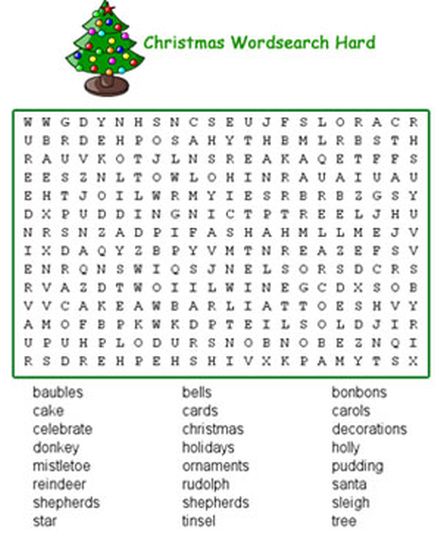 Christmas Wordsearch Hard
W W G D Y N H S N C S E U J F S L O R A C R
U B R D E H P O S A H Y T H B M L R B S T H
R A U V K O T J L N S R E A K A Q E T F F S
E E S Z N L T O W L O H I N R A U A I U A U
E H T J O I L W R M Y I E S R B R B Z G S Y
D X P U D D I N G N I C T P T R E E L J H U
N R S N Z A D P I F A S H A H M L L M E J V
I X D A Q Y Z B P Y V M T N R E A Z E F S V
E N R Q N S W I Q S J N E L S O R S D C R S
R V A Z D T W O I I L W I N E G C D X S O B
V V C A K E A W B A R L I A T T O E S H V Y
A M O F B P K W K D P T E I L S O L D J I R
U P U H P L O D U R S N O B N O B E Z N Q I
R S D R E H P E H S H I V X K P A M Y T S X
baubles bells bonbons
cake cards carols
celebrate christmas decorations
donkey holidays holly
mistletoe ornaments pudding
reindeer rudolph santa
shepherds shepherds sleigh
star tinsel tree